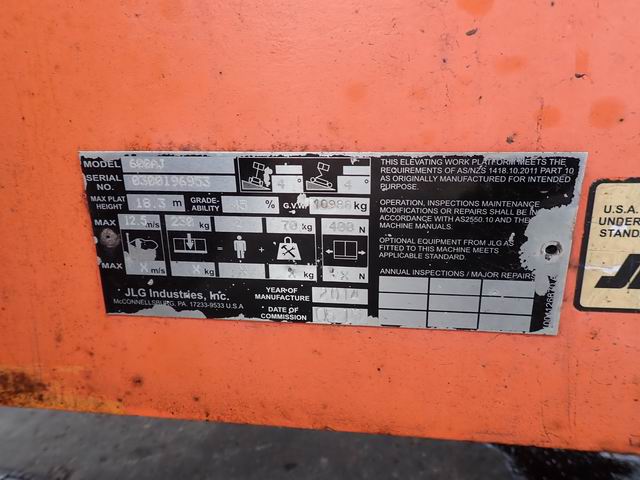 MODEL 600AJ
SERIAL NO. 0300196953
4° 4°
MAX PLAT HEIGHT 18.3 m GRADE-ABILITY 45 % G.V.W. kg
MAX 12.5 m/s 230 kg 70 kg 400 N
= +
MAX m/s X kg X kg N
JLG Industries, Inc.
McCONNELLSBURG, PA. 17233-9533 U.S.A
YEAR OF MANUFACTURE 2014
DATE OF COMMISSION
THIS ELEVATING WORK PLATFORM MEETS THE
REQUIREMENTS OF AS/NZS 1418.10.2011 PART 10
AS ORIGINALLY MANUFACTURED FOR INTENDED
PURPOSE.
OPERATION, INSPECTIONS MAINTENANCE
MODIFICATIONS OR REPAIRS SHALL BE
ACCORDANCE WITH AS2550.10 AND THE
MACHINE MANUALS.
OPTIONAL EQUIPMENT FROM JLG AS
FITTED TO THIS MACHINE MEETS
APPLICABLE STANDARD.
ANNUAL INSPECTIONS / MAJOR REPAIRS
U.S.A.
UNDER
STAND